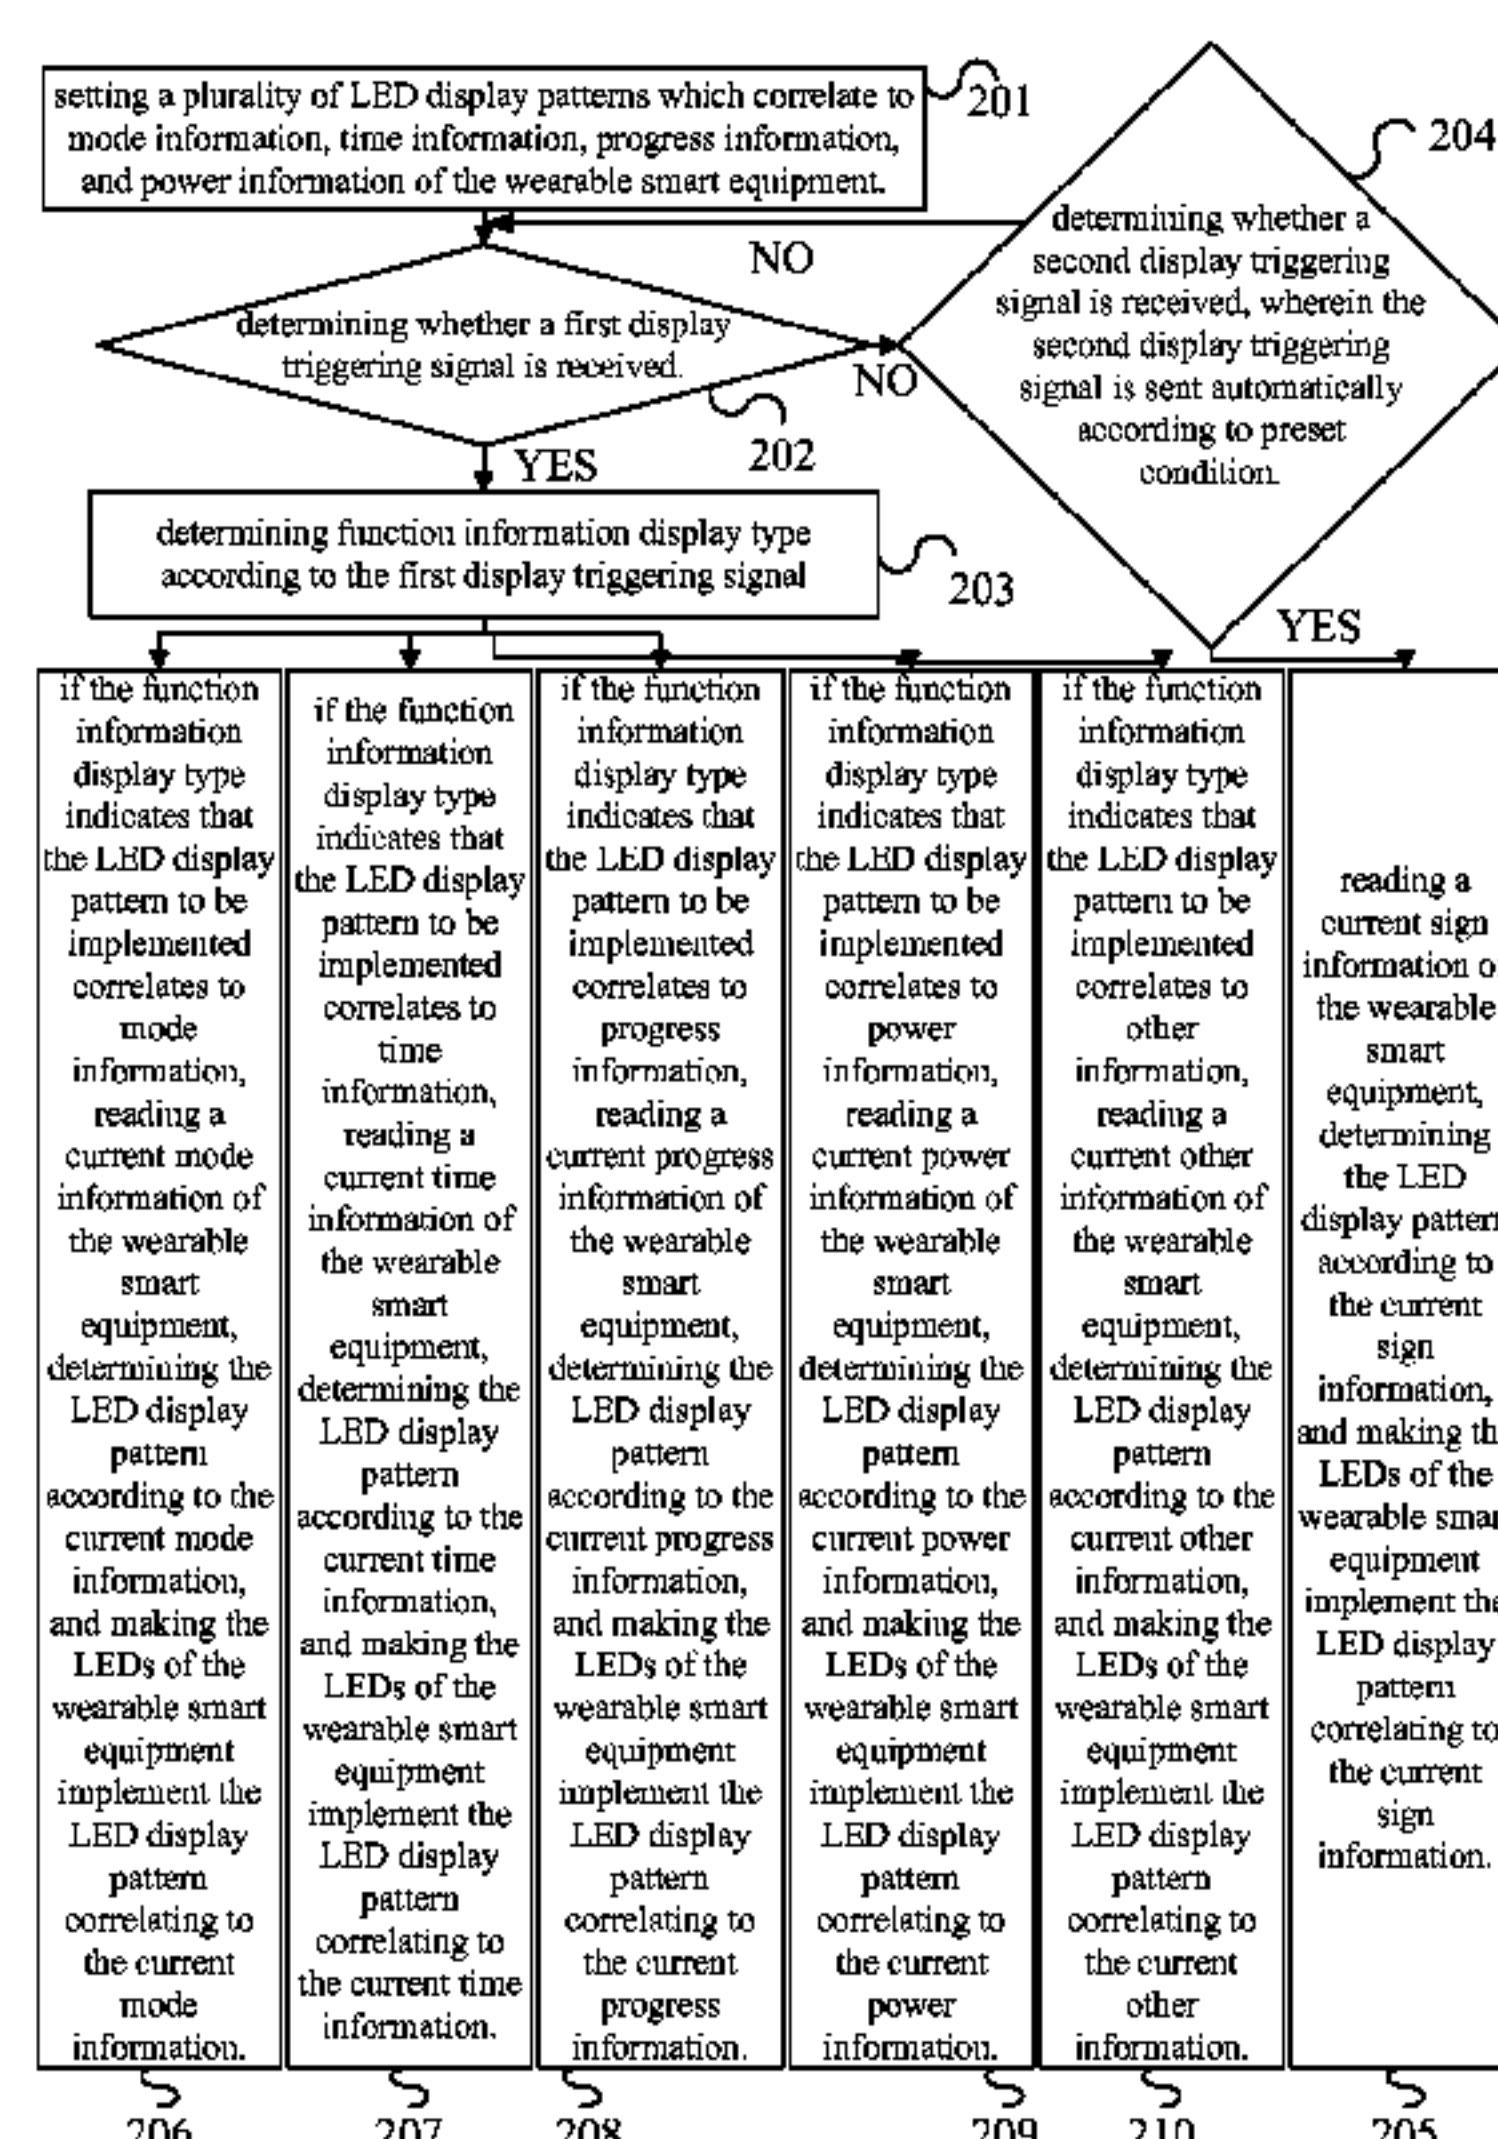 setting a plurality of LED display patterns which correlate to
mode information, time information, progress information,
and power information of the wearable smart equipment.
201
NO
determining whether a first display
triggering signal is received.
NO
202
YES
204
determining whether a
second display triggering
signal is received, wherein the
second display triggering
signal is sent automatically
according to preset
condition.
YES
determining function information display type
according to the first display triggering signal
203
if the function
information
display type
indicates that
the LED display
pattern to be
implemented
correlates to
mode
information,
reading a
current mode
information of
the wearable
smart
equipment,
determining the
LED display
pattern
according to the
current mode
information,
and making the
LEDs of the
wearable smart
equipment
implement the
LED display
pattern
correlating to
the current
mode
information.
206
if the function
information
display type
indicates that
the LED display
pattern to be
implemented
correlates to
time
information,
reading a
current time
information of
the wearable
smart
equipment,
determining the
LED display
pattern
according to the
current time
information,
and making the
LEDs of the
wearable smart
equipment
implement the
LED display
pattern
correlating to
the current time
information.
207
if the function
information
display type
indicates that
the LED display
pattern to be
implemented
correlates to
progress
information,
reading a
current progress
information of
the wearable
smart
equipment,
determining the
LED display
pattern
according to the
current progress
information,
and making the
LEDs of the
wearable smart
equipment
implement the
LED display
pattern
correlating to
the current
progress
information.
208
if the function
information
display type
indicates that
the LED display
pattern to be
implemented
correlates to
power
information,
reading a
current power
information of
the wearable
smart
equipment,
determining the
LED display
pattern
according to the
current power
information,
and making the
LEDs of the
wearable smart
equipment
implement the
LED display
pattern
correlating to
the current
power
information.
209
if the function
information
display type
indicates that
the LED display
pattern to be
implemented
correlates to
other
information,
reading a
current other
information of
the wearable
smart
equipment,
determining the
LED display
pattern
according to the
current other
information,
and making the
LEDs of the
wearable smart
equipment
implement the
LED display
pattern
correlating to
the current
other
information.
210
reading a
current sign
information o
the wearable
smart
equipment,
determining
the LED
display pattern
according to
the current
sign
information,
and making th
LEDs of the
wearable smar
equipment
implement the
LED display
pattern
correlating to
the current
sign
information.
205